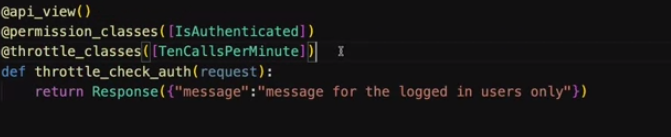 @api_view()
@permission_classes([IsAuthenticated])
@throttle_classes([TenCallsPerMinute])
def throttle_check_auth(request):
    return Response({"message":"message for the logged in users only"})